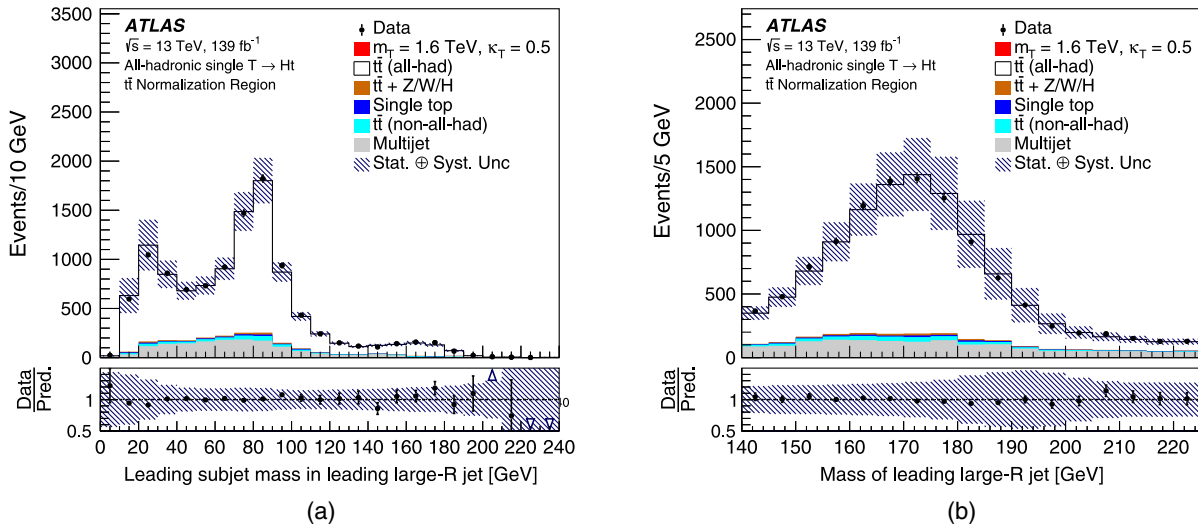 ATLAS
√s = 13 TeV, 139 fb⁻¹
All-hadronic single T → Ht
tt̄ Normalization Region
Data
m_T = 1.6 TeV, κ_T = 0.5
tt̄ (all-had)
tt̄ + Z/W/H
Single top
tt̄ (non-all-had)
Multijet
Stat. ⊕ Syst. Unc
Events/10 GeV
3500
3000
2500
2000
1500
1000
500
0
Data
Pred.
1
0.5
0 20 40 60 80 100 120 140 160 180 200 220 240
Leading subjet mass in leading large-R jet [GeV]
(a)
ATLAS
√s = 13 TeV, 139 fb⁻¹
All-hadronic single T → Ht
tt̄ Normalization Region
Data
m_T = 1.6 TeV, κ_T = 0.5
tt̄ (all-had)
tt̄ + Z/W/H
Single top
tt̄ (non-all-had)
Multijet
Stat. ⊕ Syst. Unc
Events/5 GeV
2500
2000
1500
1000
500
0
Data
Pred.
1
0.5
140 150 160 170 180 190 200 210 220
Mass of leading large-R jet [GeV]
(b)